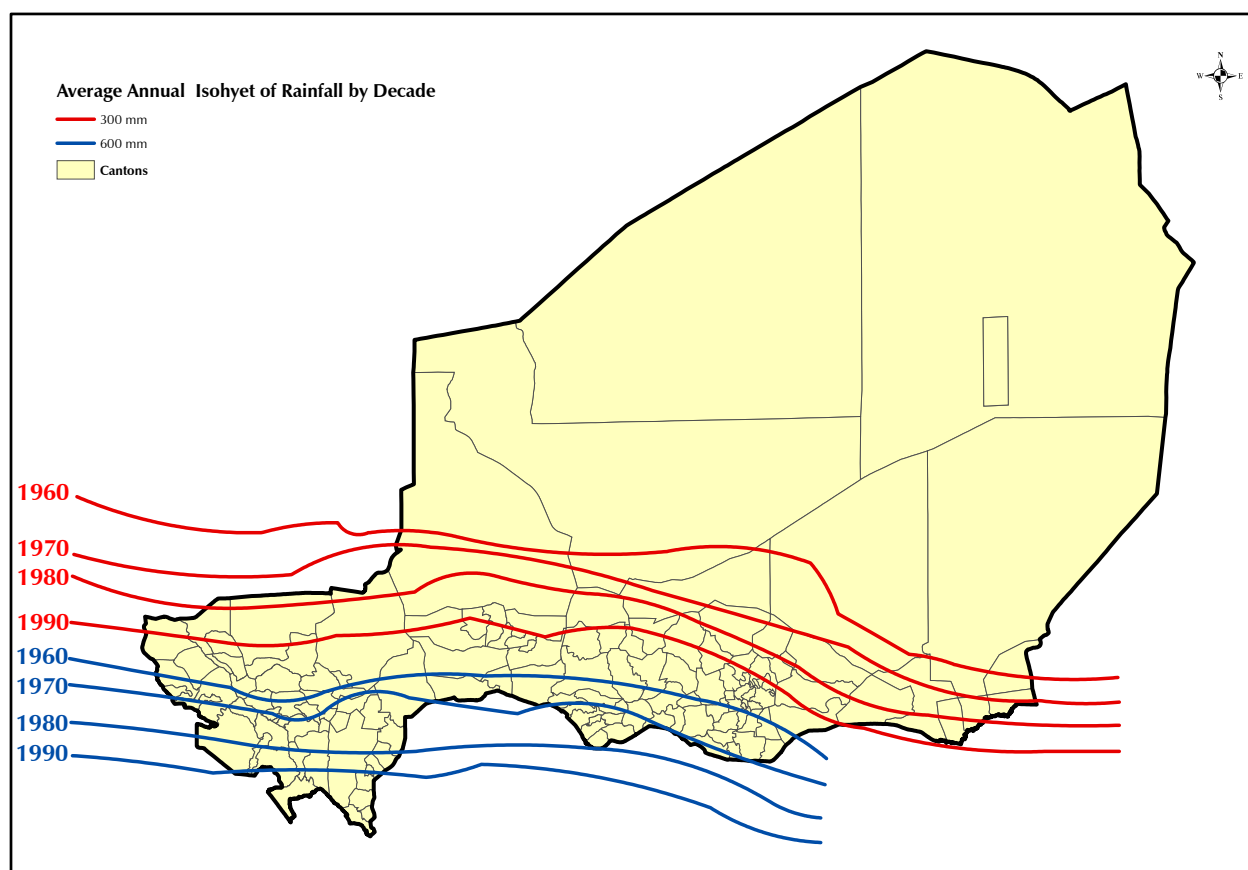 Average Annual Isohyet of Rainfall by Decade
300 mm
600 mm
Cantons
N
W E
S
1960
1970
1980
1990
1960
1970
1980
1990